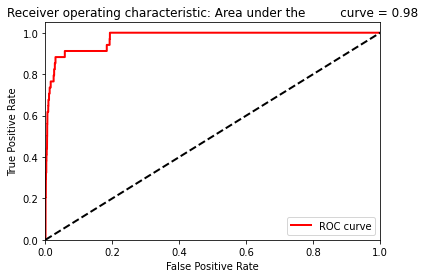 Receiver operating characteristic: Area under the curve = 0.98
1.0
0.8
0.6
0.4
0.2
0.0
True Positive Rate
ROC curve
0.0 0.2 0.4 0.6 0.8 1.0
False Positive Rate